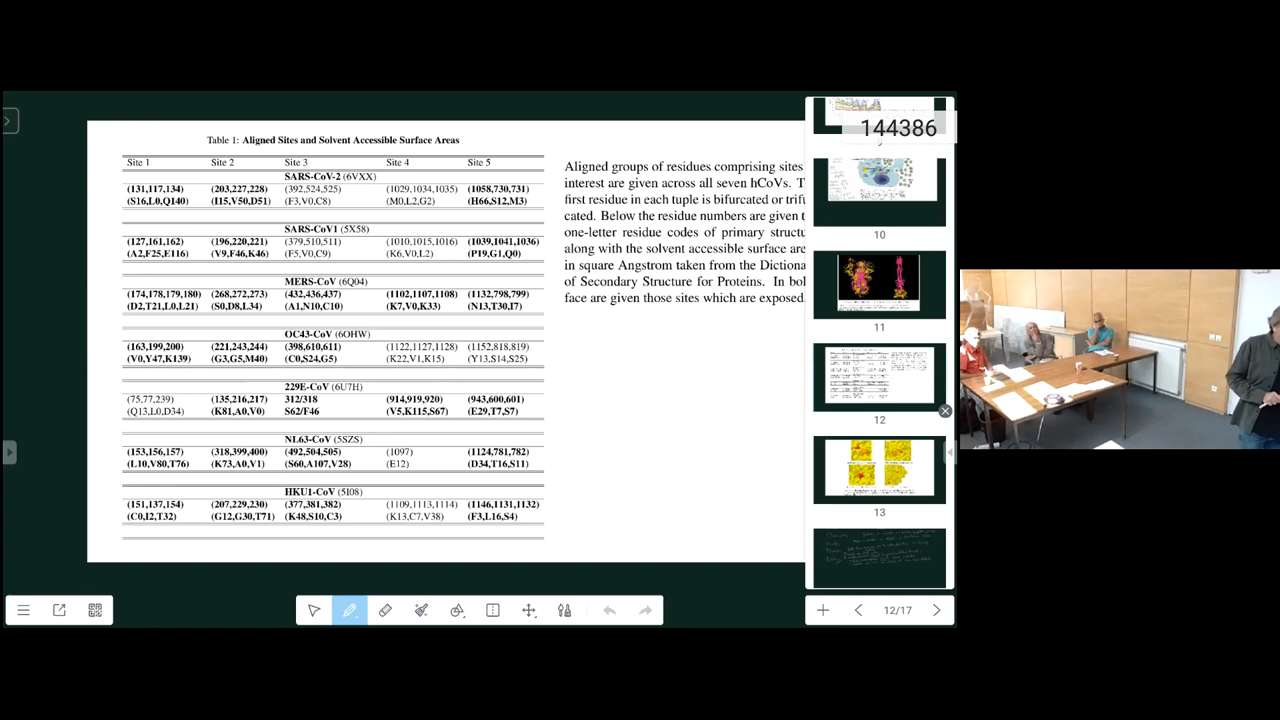 Table 1: Aligned Sites and Solvent Accessible Surface Areas
Site 1 Site 2 Site 3 Site 4 Site 5
SARS-CoV-2 (6VXX)
(131,117,134) (203,227,228) (392,524,525) (1029,1034,1035) (1058,730,731)
(S16,L0,Q140) (I15,V50,D51) (F3,V0,C8) (M0,L2,G2) (H66,S12,M3)
SARS-CoV1 (5X58)
(127,161,162) (196,220,221) (379,510,511) (1010,1015,1016) (1039,1041,1036)
(A2,F25,E116) (V9,F46,K46) (F5,V0,C9) (K6,V0,L2) (P19,G1,Q0)
MERS-CoV (6Q04)
(174,178,179,180) (268,272,273) (432,436,437) (1102,1107,1108) (1132,798,799)
(D2,T21,L0,L21) (S0,D8,L34) (A1,N10,C10) (K7,V0,K33) (N13,T30,I7)
OC43-CoV (6OHW)
(163,199,200) (221,243,244) (398,610,611) (1122,1127,1128) (1152,818,819)
(V0,Y47,K139) (G3,G5,M40) (C0,S24,G5) (K22,V1,K15) (Y13,S14,S25)
229E-CoV (6U7H)
(135,216,217) 312/318 (914,919,920) (943,600,601)
(Q13,L0,D34) (K81,A0,V0) S62/F46 (V5,K115,S67) (E29,T7,S7)
NL63-CoV (5SZS)
(153,156,157) (318,399,400) (492,504,505) (1097) (1124,781,782)
(L10,V80,T76) (K73,A0,V1) (S60,A107,V28) (E12) (D34,T16,S11)
HKU1-CoV (5I08)
(151,137,154) (207,229,230) (377,381,382) (1109,1113,1114) (1146,1131,1132)
(C0,I2,T32) (G12,G30,T71) (K48,S10,C3) (K13,C7,V38) (F3,L16,S4)
Aligned groups of residues comprising sites
interest are given across all seven hCoVs. T
first residue in each tuple is bifurcated or trifu
cated. Below the residue numbers are given t
one-letter residue codes of primary structu
along with the solvent accessible surface are
in square Angstrom taken from the Dictiona
of Secondary Structure for Proteins. In bol
face are given those sites which are exposed.
144386
10
11
12
13
12/17